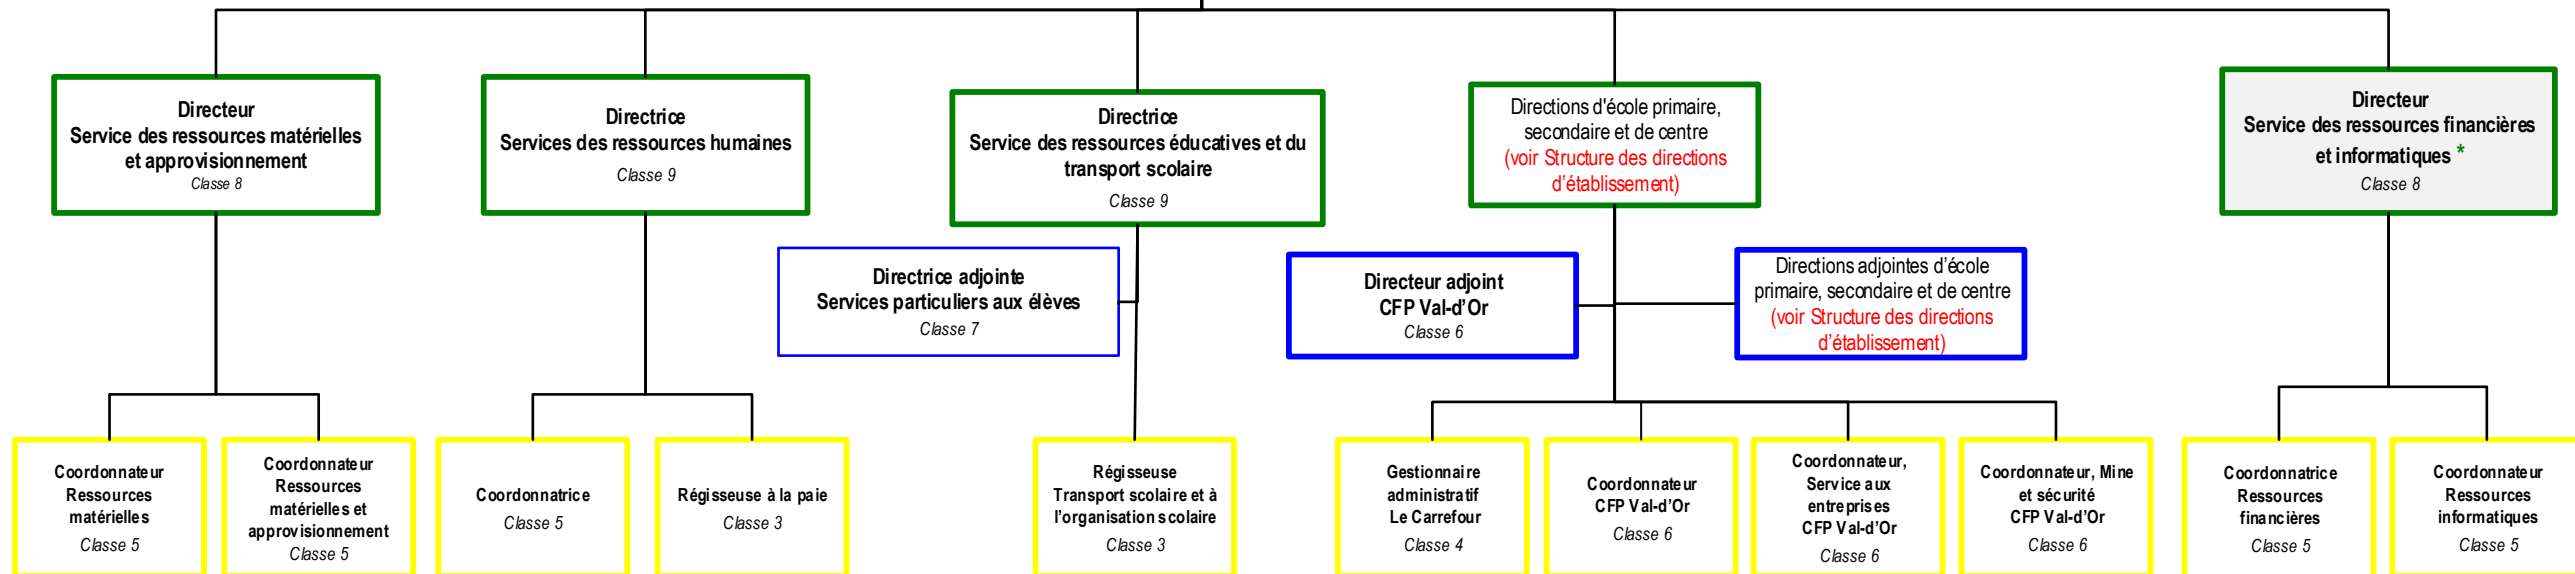 Directeur
Service des ressources matérielles
et approvisionnement
Classe 8
Directrice
Services des ressources humaines
Classe 9
Directrice
Service des ressources éducatives et du
transport scolaire
Classe 9
Directions d'école primaire,
secondaire et de centre
(voir Structure des directions
d'établissement)
Directeur
Service des ressources financières
et informatiques *
Classe 8
Directrice adjointe
Services particuliers aux élèves
Classe 7
Directeur adjoint
CFP Val-d'Or
Classe 6
Directions adjointes d'école
primaire, secondaire et de centre
(voir Structure des directions
d'établissement)
Coordonnateur
Ressources
matérielles
Classe 5
Coordonnateur
Ressources
matérielles et
approvisionnement
Classe 5
Coordonnatrice
Classe 5
Régisseuse à la paie
Classe 3
Régisseuse
Transport scolaire et à
l'organisation scolaire
Classe 3
Gestionnaire
administratif
Le Carrefour
Classe 4
Coordonnateur
CFP Val-d'Or
Classe 6
Coordonnateur,
Service aux
entreprises
CFP Val-d'Or
Classe 6
Coordonnateur, Mine
et sécurité
CFP Val-d'Or
Classe 6
Coordonnatrice
Ressources
financières
Classe 5
Coordonnateur
Ressources
informatiques
Classe 5